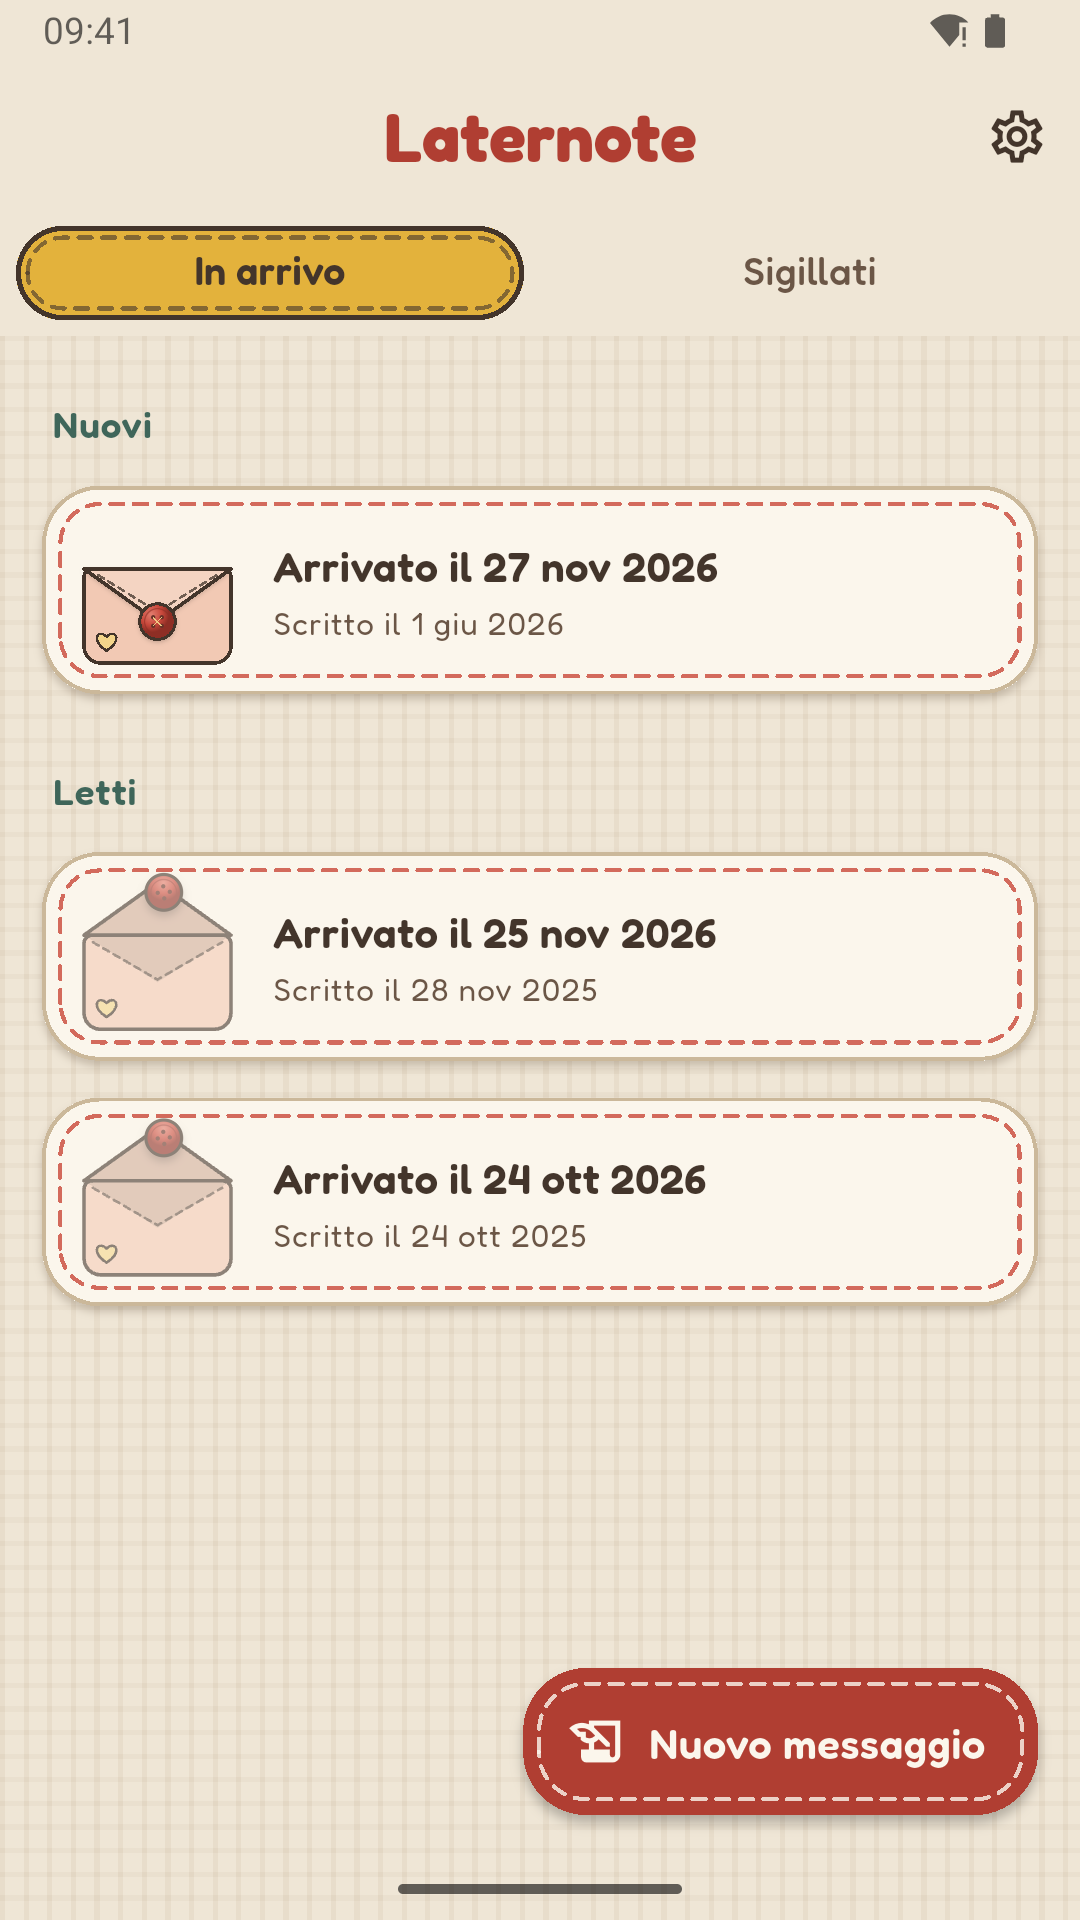 09:41
Laternote
In arrivo
Sigillati
Nuovi
Arrivato il 27 nov 2026
Scritto il 1 giu 2026
Letti
Arrivato il 25 nov 2026
Scritto il 28 nov 2025
Arrivato il 24 ott 2026
Scritto il 24 ott 2025
Nuovo messaggio